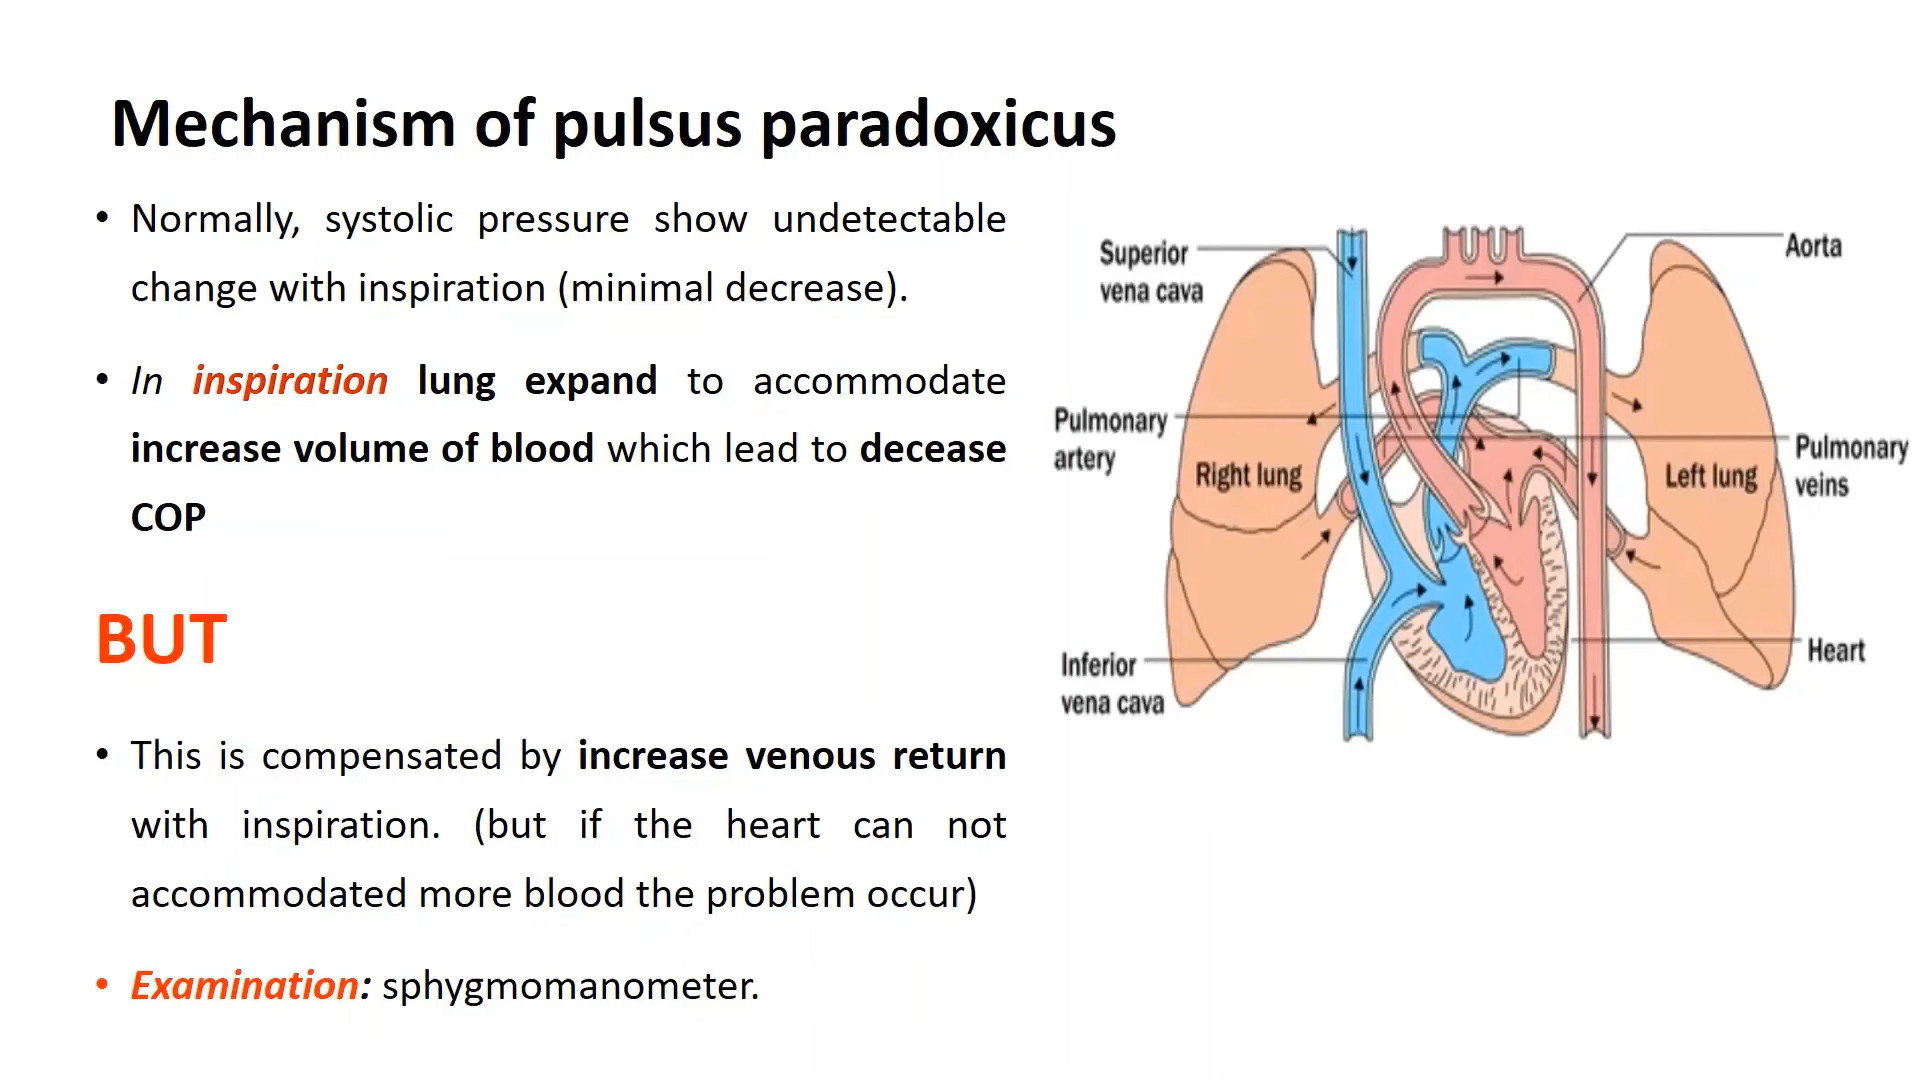 Mechanism of pulsus paradoxicus
• Normally, systolic pressure show undetectable
change with inspiration (minimal decrease).
• In inspiration lung expand to accommodate
increase volume of blood which lead to decease
COP
BUT
• This is compensated by increase venous return
with inspiration. (but if the heart can not
accommodated more blood the problem occur)
• Examination: sphygmomanometer.
Superior
vena cava
Aorta
Pulmonary
artery
Right lung
Left lung
Pulmonary
veins
Inferior
vena cava
Heart